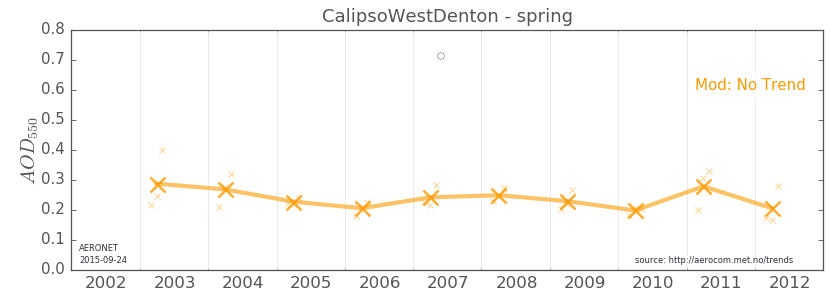 CalipsoWestDenton - spring
0.8
0.7
0.6
0.5
0.4
0.3
0.2
0.1
0.0
AOD550
Mod: No Trend
AERONET
2015-09-24
source: http://aerocom.met.no/trends
2002 2003 2004 2005 2006 2007 2008 2009 2010 2011 2012